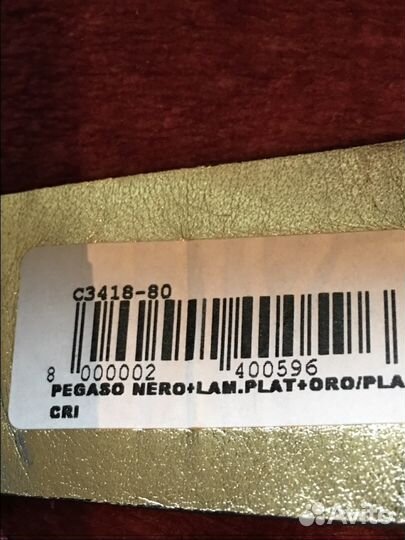 C3418-80
8 000002 400596
PEGASO NERO+LAM.PLAT+ORO/PLA
CRI
Avito